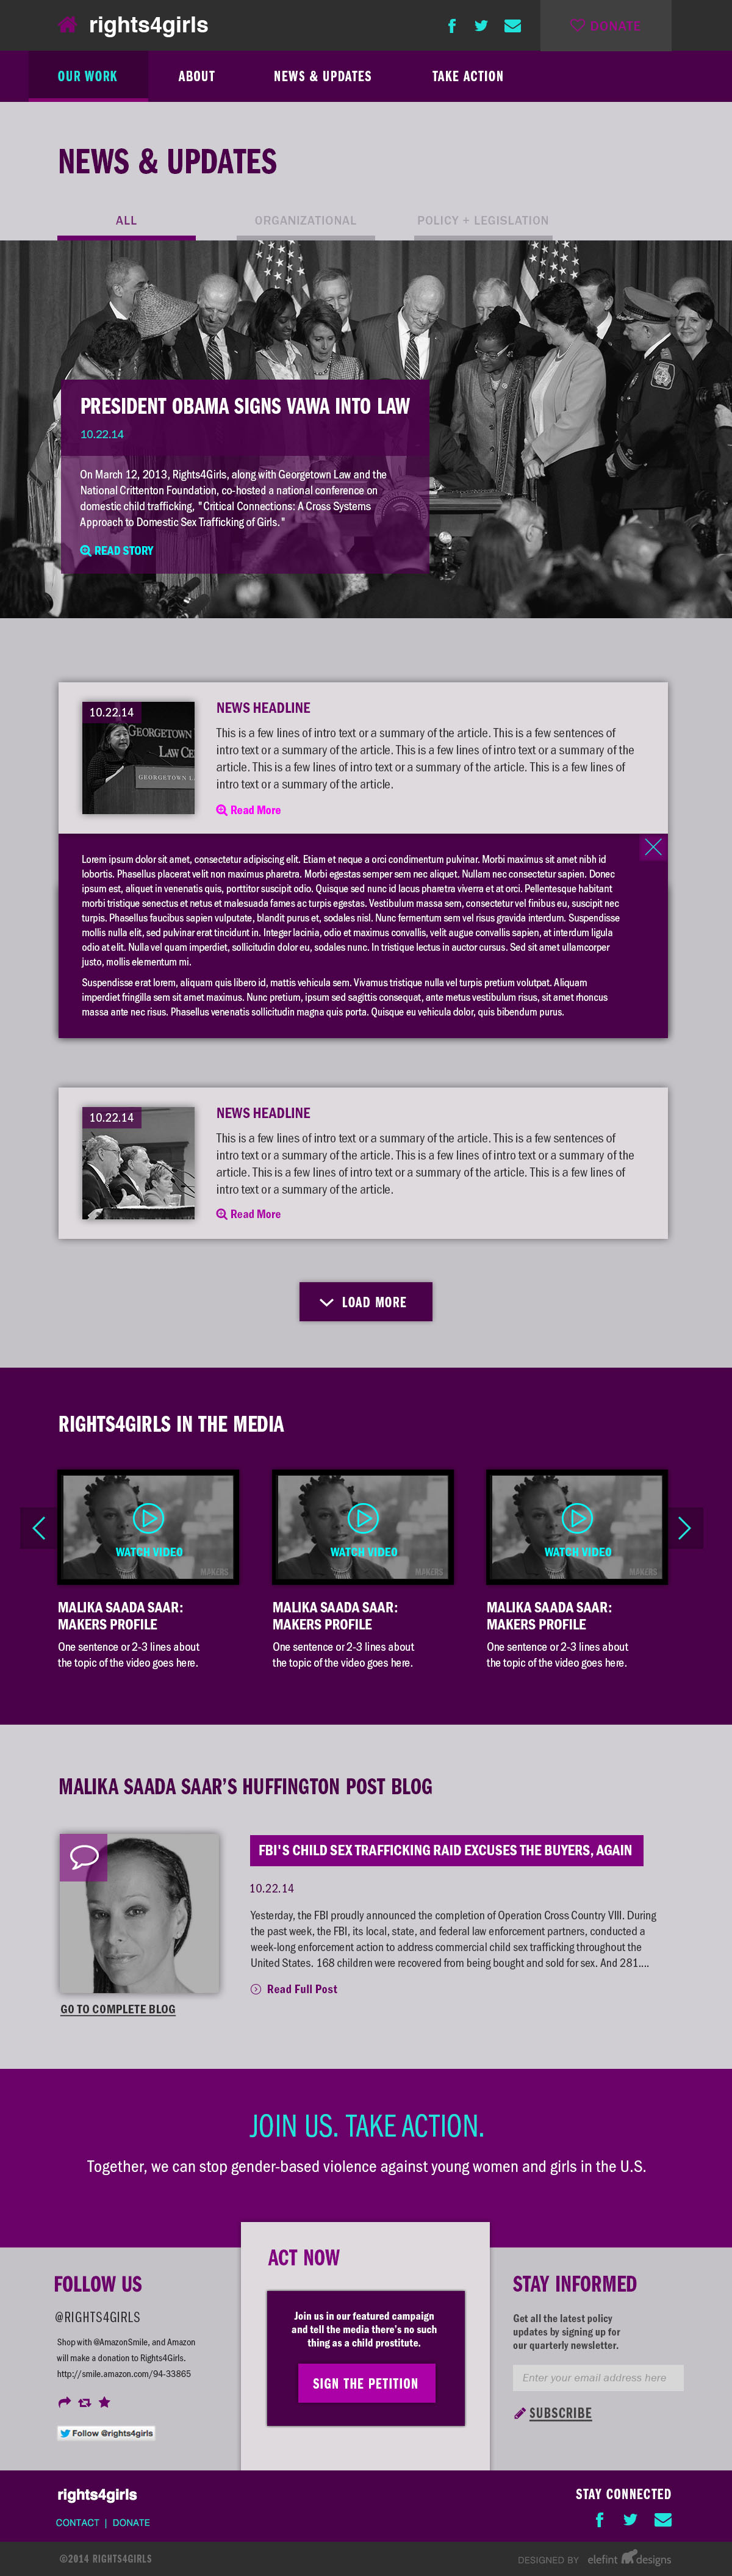 rights4girls
DONATE
OUR WORK ABOUT NEWS & UPDATES TAKE ACTION
NEWS & UPDATES
ALL ORGANIZATIONAL POLICY + LEGISLATION
PRESIDENT OBAMA SIGNS VAWA INTO LAW
10.22.14
On March 12, 2013, Rights4Girls, along with Georgetown Law and the
National Crittenton Foundation, co-hosted a national conference on
domestic child trafficking, "Critical Connections: A Cross Systems
Approach to Domestic Sex Trafficking of Girls."
READ STORY
10.22.14
GEORGETOWN
LAW CE
GEORGETOWN L
NEWS HEADLINE
This is a few lines of intro text or a summary of the article. This is a few sentences of
intro text or a summary of the article. This is a few lines of intro text or a summary of the
article. This is a few lines of intro text or a summary of the article. This is a few lines of
intro text or a summary of the article.
Read More
Lorem ipsum dolor sit amet, consectetur adipiscing elit. Etiam et neque a orci condimentum pulvinar. Morbi maximus sit amet nibh id
lobortis. Phasellus placerat velit non maximus pharetra. Morbi egestas semper sem nec aliquet. Nullam nec consectetur sapien. Donec
ipsum est, aliquet in venenatis quis, porttitor suscipit odio. Quisque sed nunc id lacus pharetra viverra et at orci. Pellentesque habitant
morbi tristique senectus et netus et malesuada fames ac turpis egestas. Vestibulum massa sem, consectetur vel finibus eu, suscipit nec
turpis. Phasellus faucibus sapien vulputate, blandit purus et, sodales nisl. Nunc fermentum sem vel risus gravida interdum. Suspendisse
mollis nulla elit, sed pulvinar erat tincidunt in. Integer lacinia, odio et maximus convallis, velit augue convallis sapien, at interdum ligula
odio at elit. Nulla vel quam imperdiet, sollicitudin dolor eu, sodales nunc. In tristique lectus in auctor cursus. Sed sit amet ullamcorper
justo, mollis elementum mi.
Suspendisse erat lorem, aliquam quis libero id, mattis vehicula sem. Vivamus tristique nulla vel turpis pretium volutpat. Aliquam
imperdiet fringilla sem sit amet maximus. Nunc pretium, ipsum sed sagittis consequat, ante metus vestibulum risus, sit amet rhoncus
massa ante nec risus. Phasellus venenatis sollicitudin magna quis porta. Quisque eu vehicula dolor, quis bibendum purus.
10.22.14
NEWS HEADLINE
This is a few lines of intro text or a summary of the article. This is a few sentences of
intro text or a summary of the article. This is a few lines of intro text or a summary of the
article. This is a few lines of intro text or a summary of the article. This is a few lines of
intro text or a summary of the article.
Read More
LOAD MORE
RIGHTS4GIRLS IN THE MEDIA
WATCH VIDEO WATCH VIDEO WATCH VIDEO
MAKERS MAKERS MAKERS
MALIKA SAADA SAAR: MALIKA SAADA SAAR: MALIKA SAADA SAAR:
MAKERS PROFILE MAKERS PROFILE MAKERS PROFILE
One sentence or 2-3 lines about One sentence or 2-3 lines about One sentence or 2-3 lines about
the topic of the video goes here. the topic of the video goes here. the topic of the video goes here.
MALIKA SAADA SAAR'S HUFFINGTON POST BLOG
FBI'S CHILD SEX TRAFFICKING RAID EXCUSES THE BUYERS, AGAIN
10.22.14
Yesterday, the FBI proudly announced the completion of Operation Cross Country VIII. During
the past week, the FBI, its local, state, and federal law enforcement partners, conducted a
week-long enforcement action to address commercial child sex trafficking throughout the
United States. 168 children were recovered from being bought and sold for sex. And 281....
Read Full Post
GO TO COMPLETE BLOG
JOIN US. TAKE ACTION.
Together, we can stop gender-based violence against young women and girls in the U.S.
FOLLOW US
@RIGHTS4GIRLS
Shop with @AmazonSmile, and Amazon
will make a donation to Rights4Girls.
http://smile.amazon.com/94-33865
Follow @rights4girls
ACT NOW
Join us in our featured campaign
and tell the media there's no such
thing as a child prostitute.
SIGN THE PETITION
STAY INFORMED
Get all the latest policy
updates by signing up for
our quarterly newsletter.
Enter your email address here
SUBSCRIBE
rights4girls
CONTACT | DONATE
STAY CONNECTED
©2014 RIGHTS4GIRLS
DESIGNED BY elefint designs